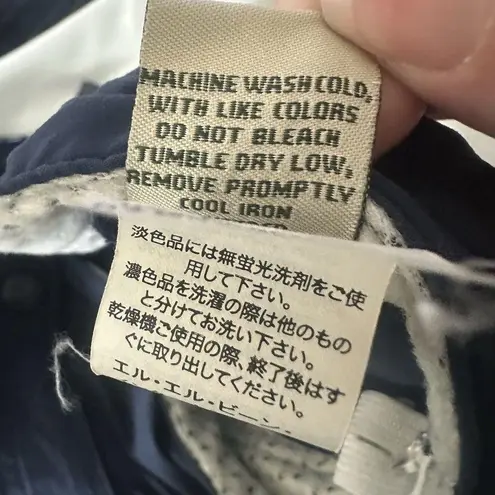 MACHINE WASH COLD,
WITH LIKE COLORS
DO NOT BLEACH
TUMBLE DRY LOW,
REMOVE PROMPTLY
COOL IRON
淡色品には無蛍光洗剤をご使
用して下さい。
濃色品を洗濯の際は他のもの
と分けてお洗い下さい。
乾燥機ご使用の際、終了後はす
ぐに取り出してください。
エル・エル・ビーン